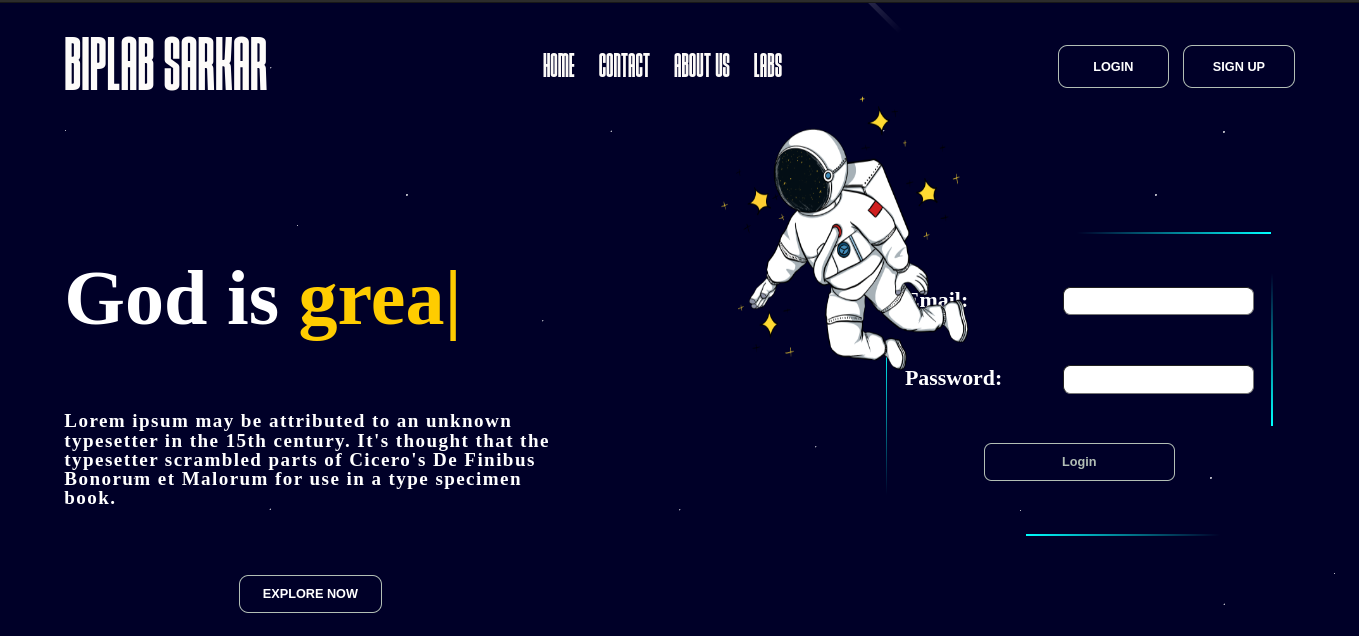 BIPLAB SARKAR
HOME CONTACT ABOUT US LABS
LOGIN SIGN UP
God is grea|
Lorem ipsum may be attributed to an unknown
typesetter in the 15th century. It's thought that the
typesetter scrambled parts of Cicero's De Finibus
Bonorum et Malorum for use in a type specimen
book.
EXPLORE NOW
Email:
Password:
Login